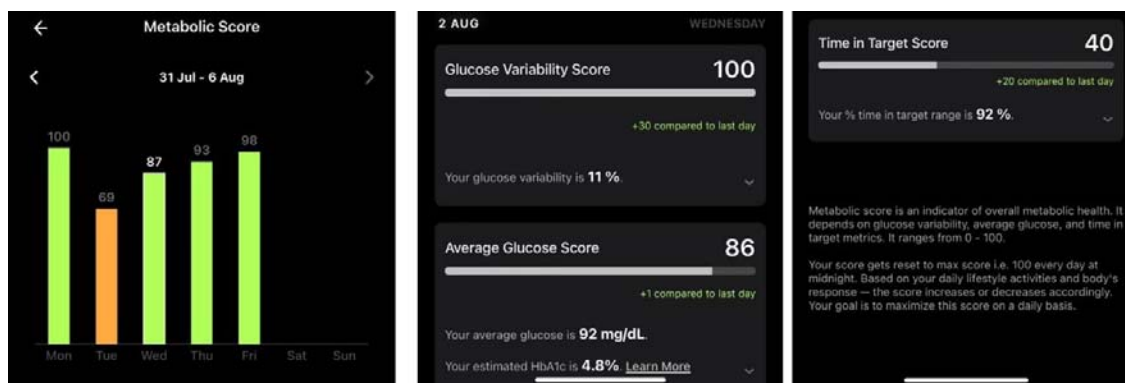 Metabolic Score
31 Jul - 6 Aug
100
69
87
93
98
Mon Tue Wed Thu Fri Sat Sun
2 AUG WEDNESDAY
Glucose Variability Score 100
+30 compared to last day
Your glucose variability is 11 %.
Average Glucose Score 86
+1 compared to last day
Your average glucose is 92 mg/dL.
Your estimated HbA1c is 4.8%. Learn More
Time in Target Score 40
+20 compared to last day
Your % time in target range is 92 %.
Metabolic score is an indicator of overall metabolic health. It
depends on glucose variability, average glucose, and time in
target metrics. It ranges from 0 - 100.
Your score gets reset to max score i.e. 100 every day at
midnight. Based on your daily lifestyle activities and body's
response — the score increases or decreases accordingly.
Your goal is to maximize this score on a daily basis.